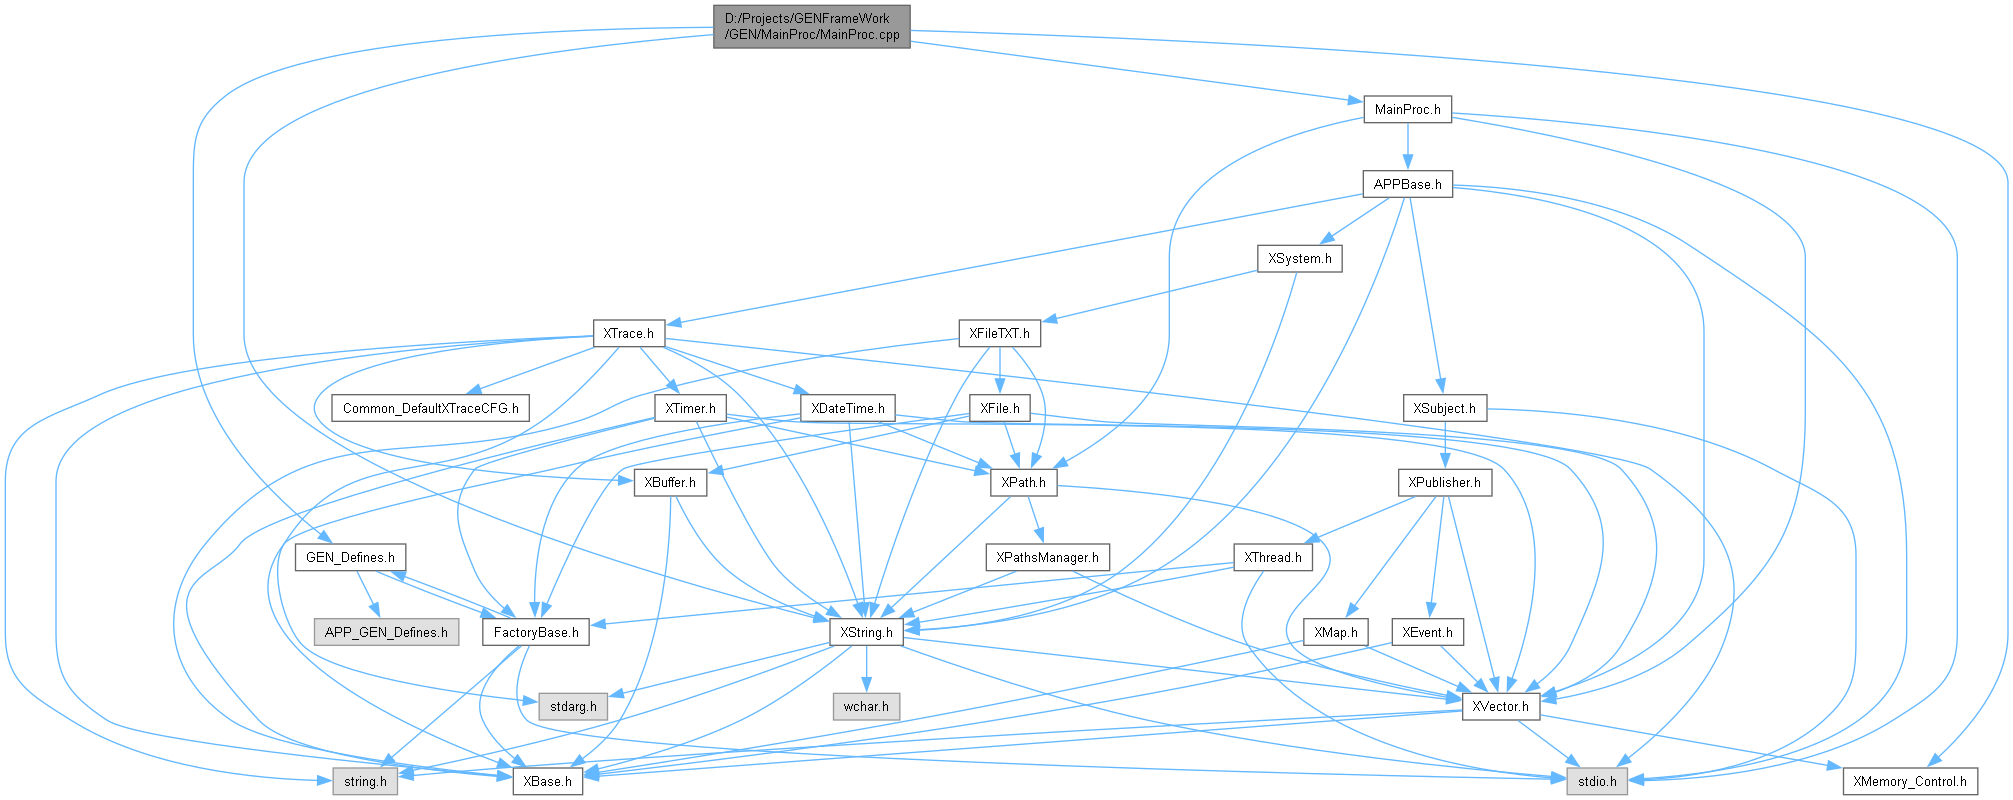 D:/Projects/GENFrameWork
/GEN/MainProc/MainProc.cpp
MainProc.h
APPBase.h
XSystem.h
XTrace.h
XFileTXT.h
Common_DefaultXTraceCFG.h
XTimer.h
XDateTime.h
XFile.h
XSubject.h
XBuffer.h
XPath.h
XPublisher.h
GEN_Defines.h
XPathsManager.h
XThread.h
APP_GEN_Defines.h
FactoryBase.h
XString.h
XMap.h
XEvent.h
stdarg.h
wchar.h
XVector.h
string.h
XBase.h
stdio.h
XMemory_Control.h